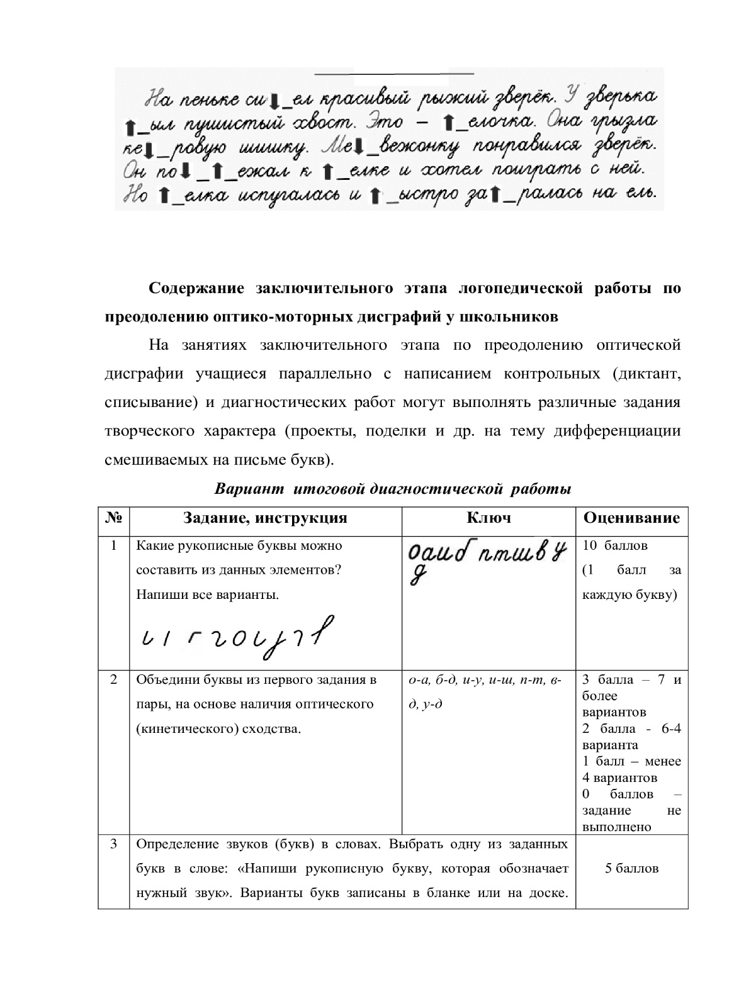 На пеньке си⬇_ел красивый рыжий зверёк. У зверька
⬆_ыл пушистый хвост. Это – ⬆_елочка. Она грызла
ке⬇_ровую шишку. Ме⬇_вежонку понравился зверёк.
Он по⬇_⬆_ежал к ⬆_елке и хотел поиграть с ней.
Но ⬆_елка испугалась и ⬆_ыстро за⬆_ралась на ель.
Содержание заключительного этапа логопедической работы по
преодолению оптико-моторных дисграфий у школьников
На занятиях заключительного этапа по преодолению оптической
дисграфии учащиеся параллельно с написанием контрольных (диктант,
списывание) и диагностических работ могут выполнять различные задания
творческого характера (проекты, поделки и др. на тему дифференциации
смешиваемых на письме букв).
Вариант итоговой диагностической работы
№ Задание, инструкция Ключ Оценивание
1
Какие рукописные буквы можно
составить из данных элементов?
Напиши все варианты.
о а и б п т ш в у
д
10 баллов
(1 балл за
каждую букву)
2
Объедини буквы из первого задания в
пары, на основе наличия оптического
(кинетического) сходства.
о-а, б-д, и-у, и-ш, п-т, в-
д, у-д
3 балла – 7 и
более
вариантов
2 балла - 6-4
варианта
1 балл – менее
4 вариантов
0 баллов –
задание не
выполнено
3
Определение звуков (букв) в словах. Выбрать одну из заданных
букв в слове: «Напиши рукописную букву, которая обозначает
нужный звук». Варианты букв записаны в бланке или на доске.
5 баллов